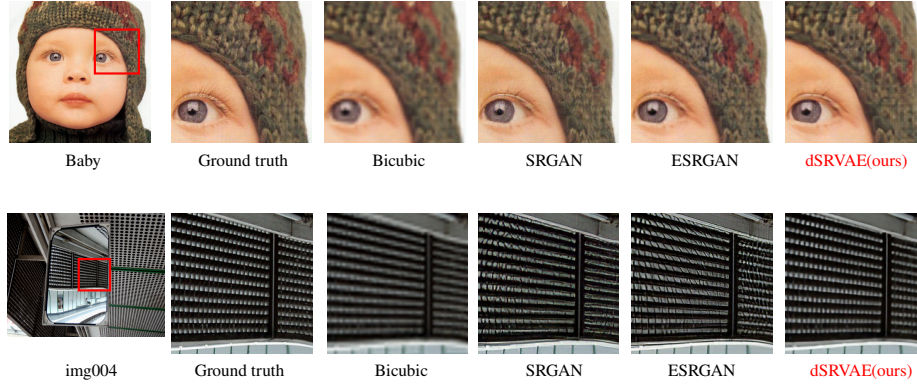 Baby Ground truth Bicubic SRGAN ESRGAN dSRVAE(ours)
img004 Ground truth Bicubic SRGAN ESRGAN dSRVAE(ours)